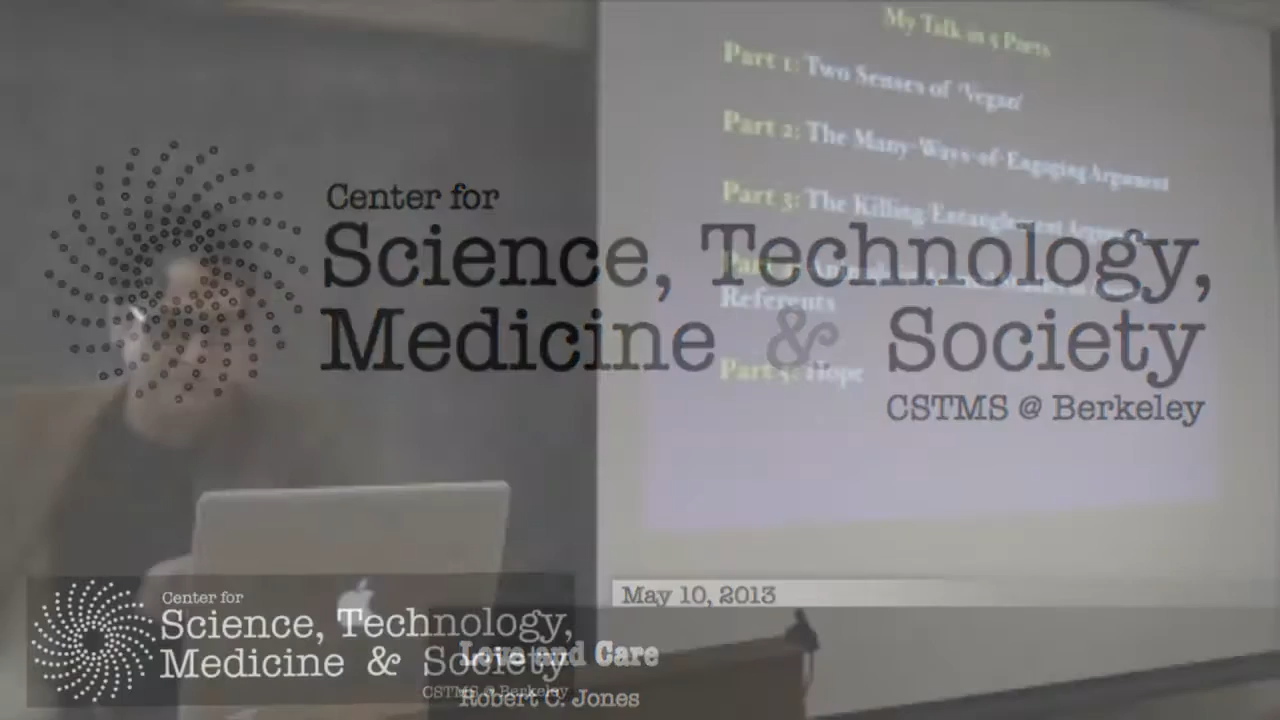 My Talk in 5 Parts
Part 1: Two Senses of 'Vegan'
Part 2: The Many-Ways-of-Engaging Argument
Part 3: The Killing Entanglement
Referents
Part 5: Hope
Center for
Science, Technology,
Medicine & Society
CSTMS @ Berkeley
May 10, 2013
Center for
Science, Technology,
Medicine & Society
CSTMS @ Berkeley
Love and Care
Robert C. Jones